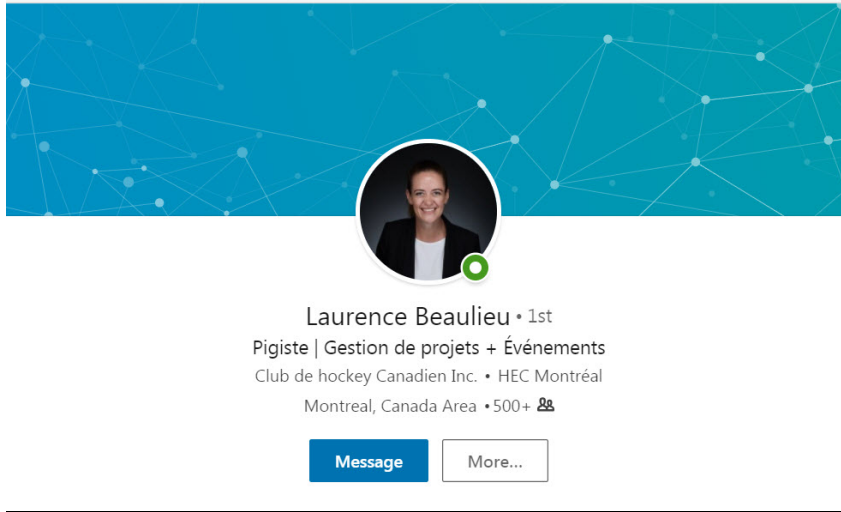 Laurence Beaulieu • 1st
Pigiste | Gestion de projets + Événements
Club de hockey Canadien Inc. • HEC Montréal
Montreal, Canada Area • 500+
Message
More...